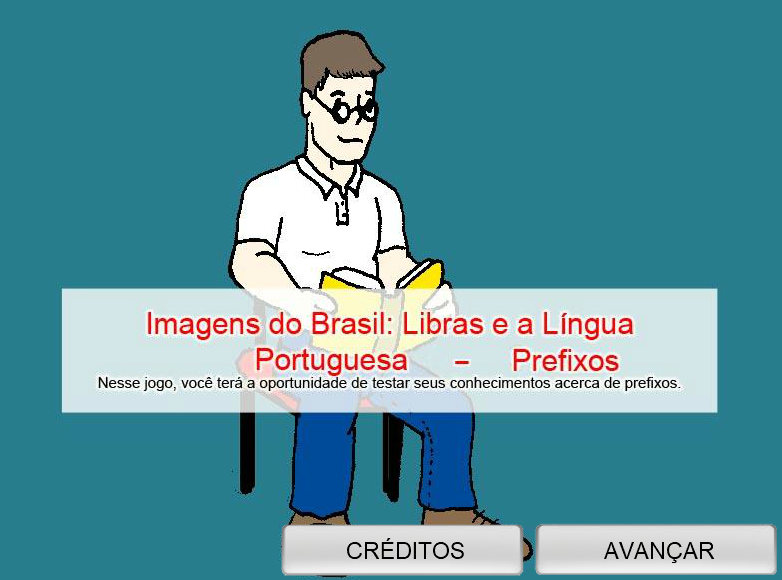 Imagens do Brasil: Libras e a Língua
Portuguesa – Prefixos
Nesse jogo, você terá a oportunidade de testar seus conhecimentos acerca de prefixos.
CRÉDITOS
AVANÇAR